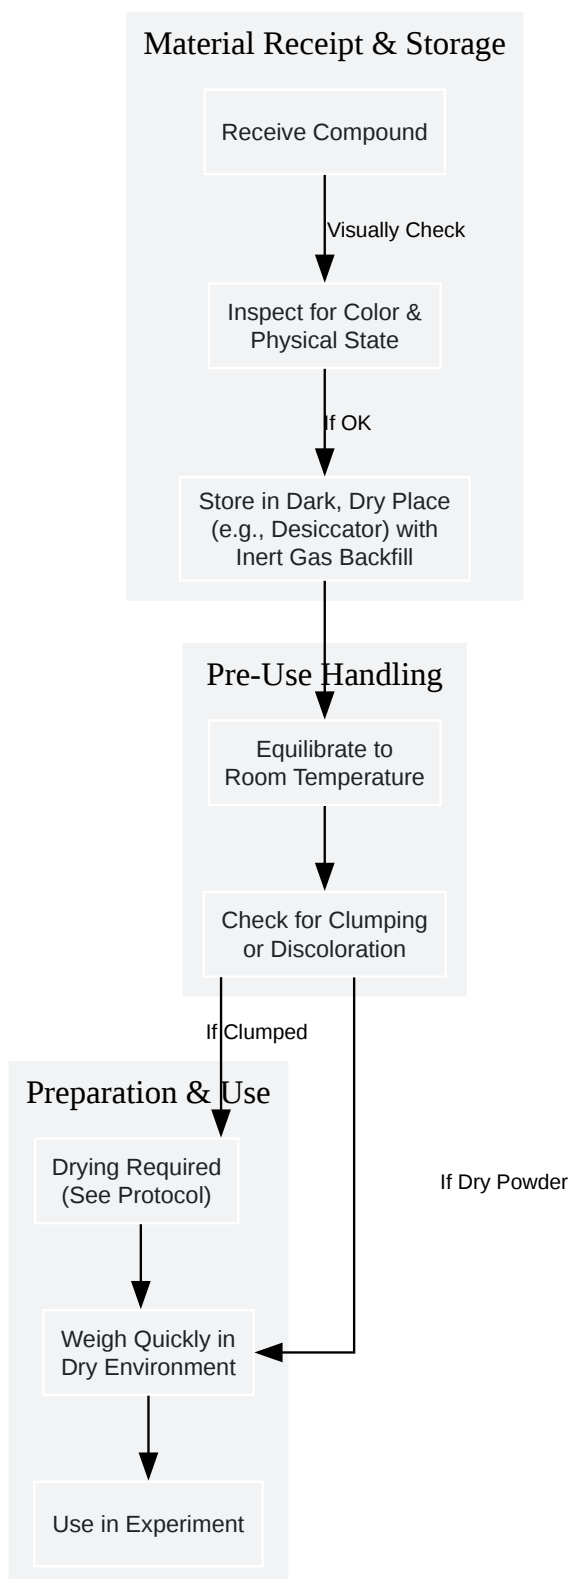 Material Receipt & Storage
Receive Compound
Visually Check
Inspect for Color &
Physical State
If OK
Store in Dark, Dry Place
(e.g., Desiccator) with
Inert Gas Backfill
Pre-Use Handling
Equilibrate to
Room Temperature
Check for Clumping
or Discoloration
If Clumped
Preparation & Use
Drying Required
(See Protocol)
If Dry Powder
Weigh Quickly in
Dry Environment
Use in Experiment